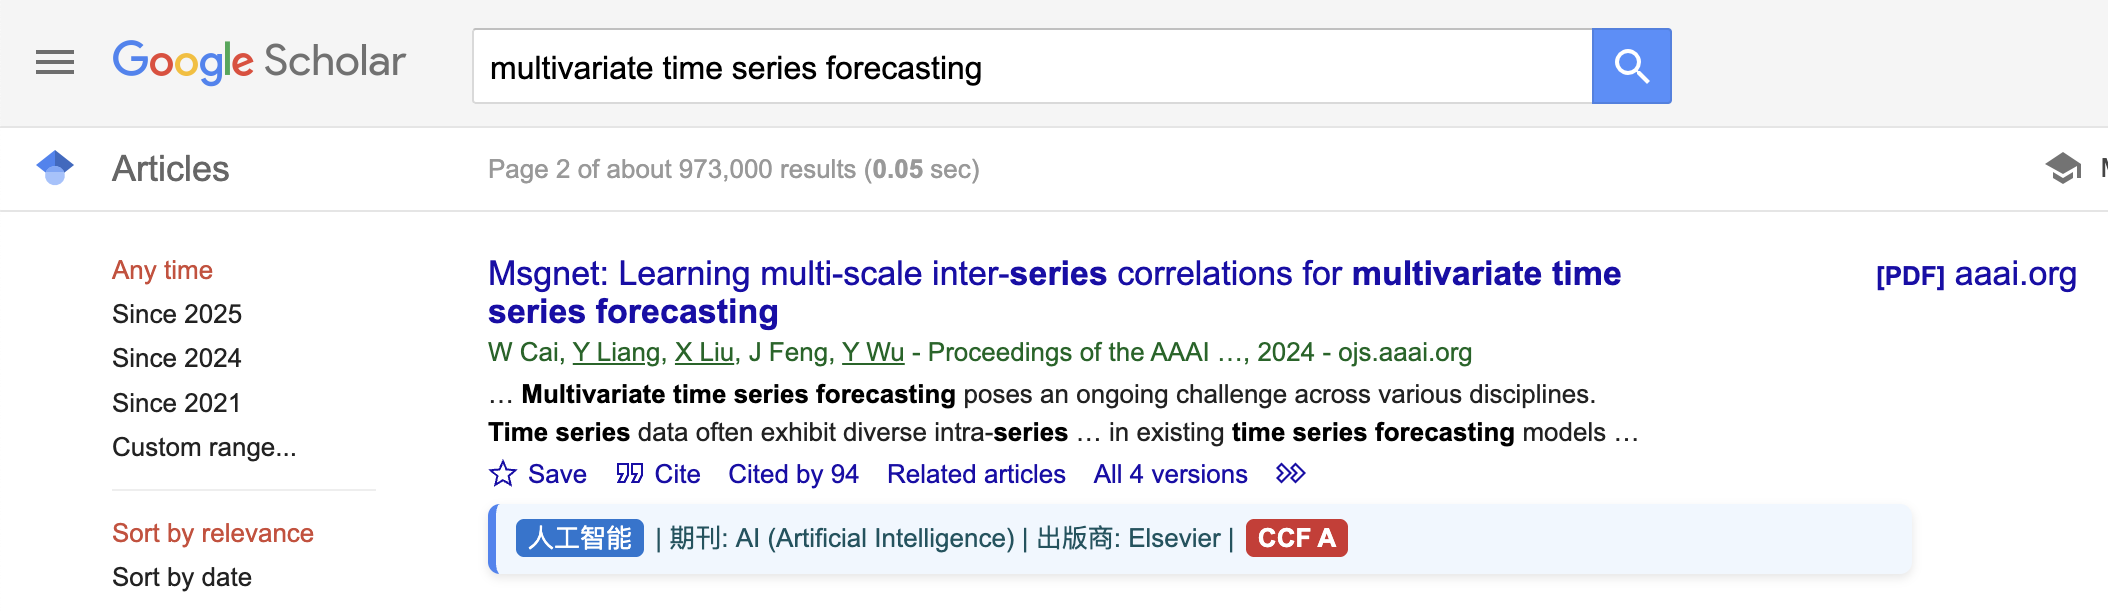 Google Scholar
multivariate time series forecasting
Articles
Page 2 of about 973,000 results (0.05 sec)
Any time
Since 2025
Since 2024
Since 2021
Custom range...
Sort by relevance
Sort by date
Msgnet: Learning multi-scale inter-series correlations for multivariate time
series forecasting
[PDF] aaai.org
W Cai, Y Liang, X Liu, J Feng, Y Wu - Proceedings of the AAAI …, 2024 - ojs.aaai.org
… Multivariate time series forecasting poses an ongoing challenge across various disciplines.
Time series data often exhibit diverse intra-series … in existing time series forecasting models …
Save Cite Cited by 94 Related articles All 4 versions
人工智能 | 期刊: AI (Artificial Intelligence) | 出版商: Elsevier | CCF A